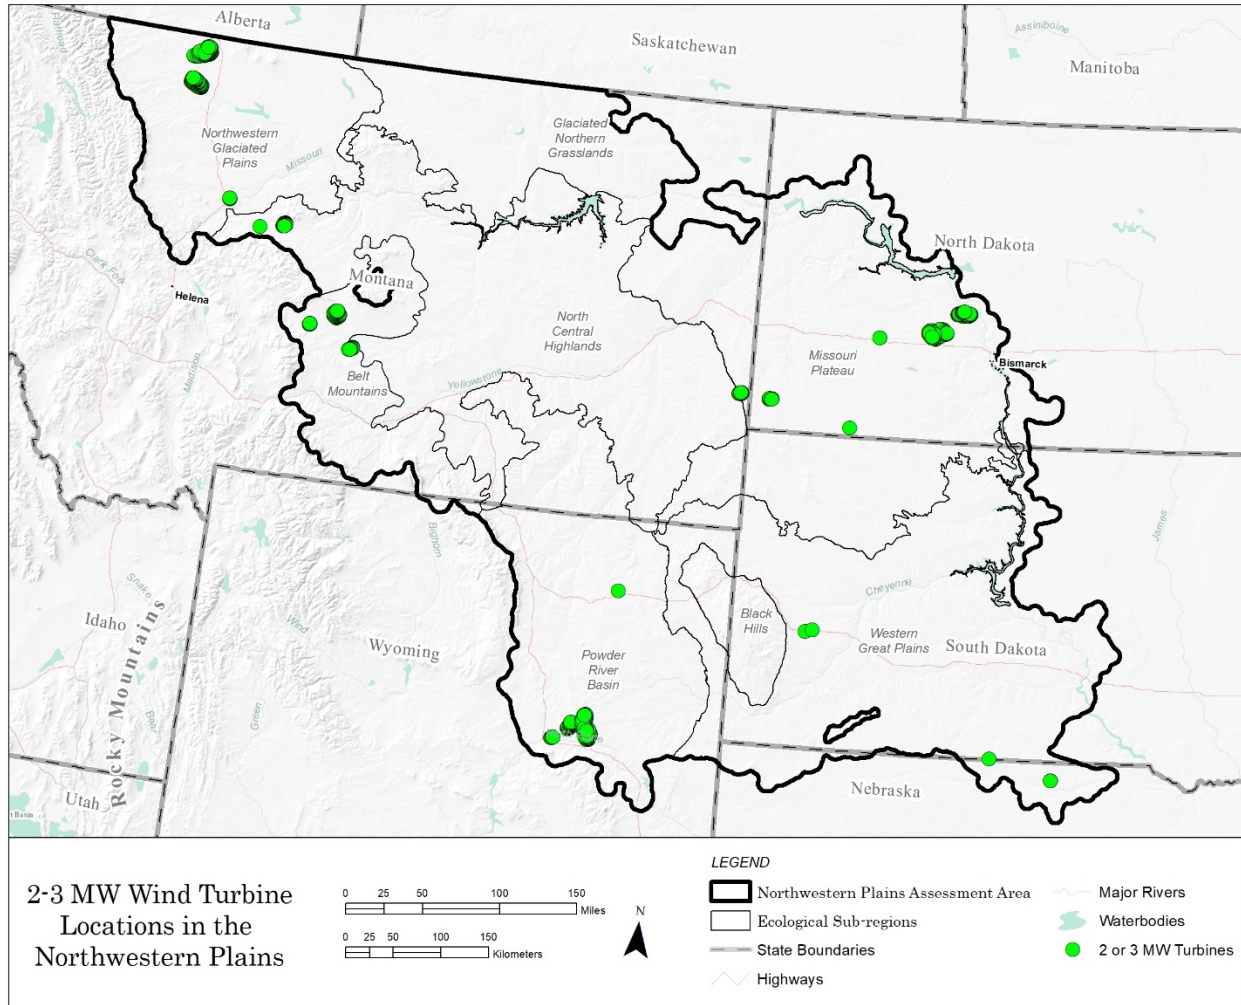 Alberta
Saskatchewan
Assiniboine
Manitoba
Flathead
Northwestern
Glaciated
Plains
Missouri
Glaciated
Northern
Grasslands
North Dakota
Clark Fork
Montana
Helena
North
Central
Highlands
Madison
Missouri
Plateau
Bismarck
Belt
Mountains
Yellowstone
Bighorn
James
Snake
Idaho
Rocky Mountains
Wind
Wyoming
Cheyenne
Black
Hills
Western
Great Plains
South Dakota
Powder
River
Basin
Bear
Green
Utah
t Basin
Nebraska
2-3 MW Wind Turbine
Locations in the
Northwestern Plains
0 25 50 100 150
Miles
0 25 50 100 150
Kilometers
N
LEGEND
Northwestern Plains Assessment Area
Ecological Sub-regions
State Boundaries
Highways
Major Rivers
Waterbodies
2 or 3 MW Turbines